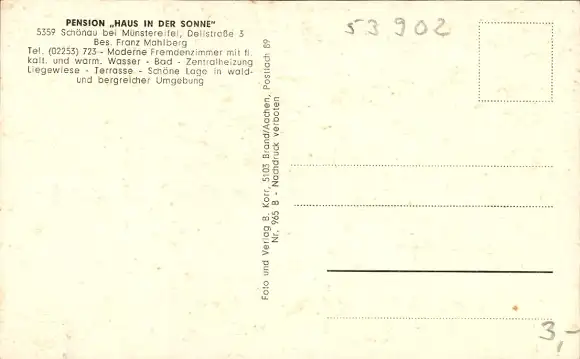 PENSION „HAUS IN DER SONNE"
5359 Schönau bei Münstereifel, Dellstraße 3
Bes. Franz Mahlberg
Tel. (02253) 723 - Moderne Fremdenzimmer mit fl.
kalt. und warm. Wasser - Bad - Zentralheizung
Liegewiese - Terrasse - Schöne Lage in wald-
und bergreicher Umgebung
53902
Foto und Verlag B. Korr, 5103 Brand/Aachen, Postfach 89
Nr. 965 B - Nachdruck verboten
3,-